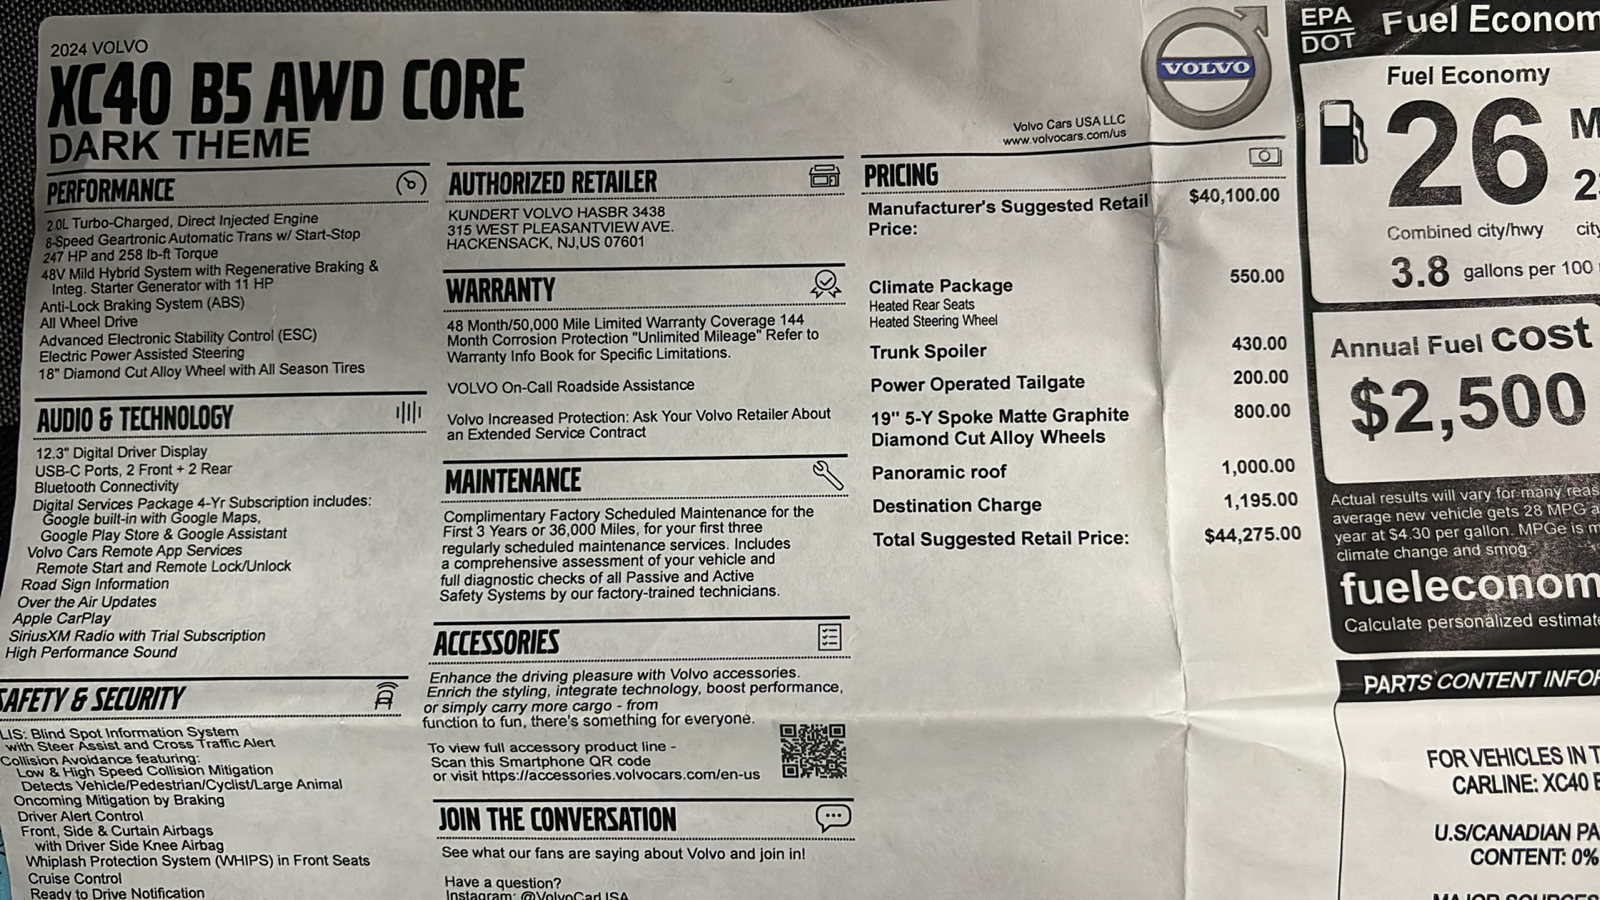 2024 VOLVO
XC40 B5 AWD CORE
DARK THEME
PERFORMANCE
2.0L Turbo-Charged, Direct Injected Engine
8-Speed Geartronic Automatic Trans w/ Start-Stop
247 HP and 258 lb-ft Torque
48V Mild Hybrid System with Regenerative Braking &
Integ. Starter Generator with 11 HP
Anti-Lock Braking System (ABS)
All Wheel Drive
Advanced Electronic Stability Control (ESC)
Electric Power Assisted Steering
18" Diamond Cut Alloy Wheel with All Season Tires
AUDIO & TECHNOLOGY
12.3" Digital Driver Display
USB-C Ports, 2 Front + 2 Rear
Bluetooth Connectivity
Digital Services Package 4-Yr Subscription includes:
Google built-in with Google Maps,
Google Play Store & Google Assistant
Volvo Cars Remote App Services
Remote Start and Remote Lock/Unlock
Road Sign Information
Over the Air Updates
Apple CarPlay
SiriusXM Radio with Trial Subscription
High Performance Sound
SAFETY & SECURITY
LIS: Blind Spot Information System
with Steer Assist and Cross Traffic Alert
Collision Avoidance featuring:
Low & High Speed Collision Mitigation
Detects Vehicle/Pedestrian/Cyclist/Large Animal
Oncoming Mitigation by Braking
Driver Alert Control
Front, Side & Curtain Airbags
with Driver Side Knee Airbag
Whiplash Protection System (WHIPS) in Front Seats
Cruise Control
Ready to Drive Notification
AUTHORIZED RETAILER
KUNDERT VOLVO HASBR 3438
315 WEST PLEASANTVIEW AVE.
HACKENSACK, NJ,US 07601
WARRANTY
48 Month/50,000 Mile Limited Warranty Coverage 144
Month Corrosion Protection "Unlimited Mileage" Refer to
Warranty Info Book for Specific Limitations.
VOLVO On-Call Roadside Assistance
Volvo Increased Protection: Ask Your Volvo Retailer About
an Extended Service Contract
MAINTENANCE
Complimentary Factory Scheduled Maintenance for the
First 3 Years or 36,000 Miles, for your first three
regularly scheduled maintenance services. Includes
a comprehensive assessment of your vehicle and
full diagnostic checks of all Passive and Active
Safety Systems by our factory-trained technicians.
ACCESSORIES
Enhance the driving pleasure with Volvo accessories.
Enrich the styling, integrate technology, boost performance,
or simply carry more cargo - from
function to fun, there's something for everyone.
To view full accessory product line -
Scan this Smartphone QR code
or visit https://accessories.volvocars.com/en-us
JOIN THE CONVERSATION
See what our fans are saying about Volvo and join in!
Have a question?
Instagram: @VolvoCarUSA
VOLVO
Volvo Cars USA LLC
www.volvocars.com/us
PRICING
Manufacturer's Suggested Retail Price: $40,100.00
Climate Package 550.00
Heated Rear Seats
Heated Steering Wheel
Trunk Spoiler 430.00
Power Operated Tailgate 200.00
19" 5-Y Spoke Matte Graphite 800.00
Diamond Cut Alloy Wheels
Panoramic roof 1,000.00
Destination Charge 1,195.00
Total Suggested Retail Price: $44,275.00
EPA
DOT
Fuel Econom
Fuel Economy
26 M
2
Combined city/hwy city
3.8 gallons per 100
Annual Fuel cost
$2,500
Actual results will vary for many reas
average new vehicle gets 28 MPG a
year at $4.30 per gallon. MPGe is m
climate change and smog.
fueleconom
Calculate personalized estimate
PARTS CONTENT INFOR
FOR VEHICLES IN T
CARLINE: XC40 B
U.S/CANADIAN PA
CONTENT: 0%
MAJOR SOURCES